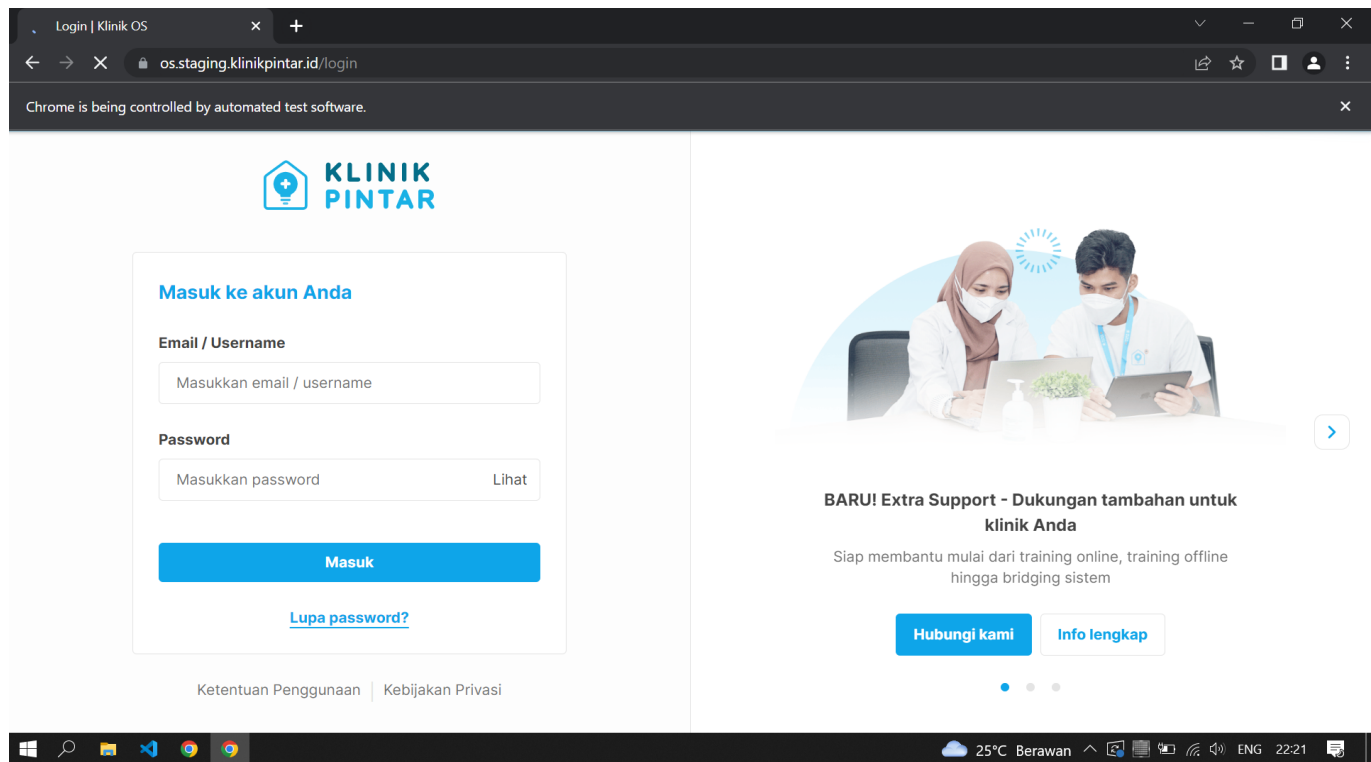 Login | Klinik OS
os.staging.klinikpintar.id/login
Chrome is being controlled by automated test software.
KLINIK
PINTAR
Masuk ke akun Anda
Email / Username
Masukkan email / username
Password
Masukkan password
Lihat
Masuk
Lupa password?
Ketentuan Penggunaan
Kebijakan Privasi
BARU! Extra Support - Dukungan tambahan untuk
klinik Anda
Siap membantu mulai dari training online, training offline
hingga bridging sistem
Hubungi kami
Info lengkap
25°C Berawan
ENG
22:21